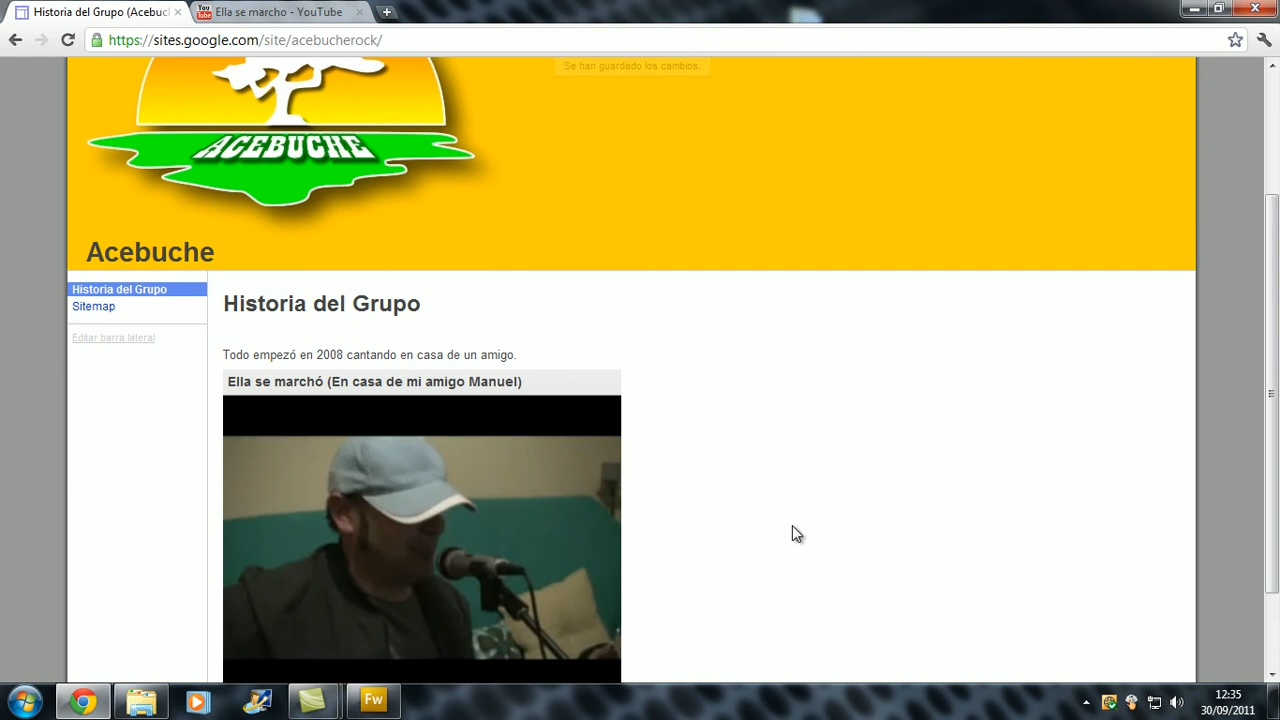 Historia del Grupo (Acebuc
Ella se marcho - YouTube
https://sites.google.com/site/acebucherock/
Se han guardado los cambios.
ACEBUCHE
Acebuche
Historia del Grupo
Sitemap
Editar barra lateral
Historia del Grupo
Todo empezó en 2008 cantando en casa de un amigo.
Ella se marchó (En casa de mi amigo Manuel)
Fw
12:35
30/09/2011